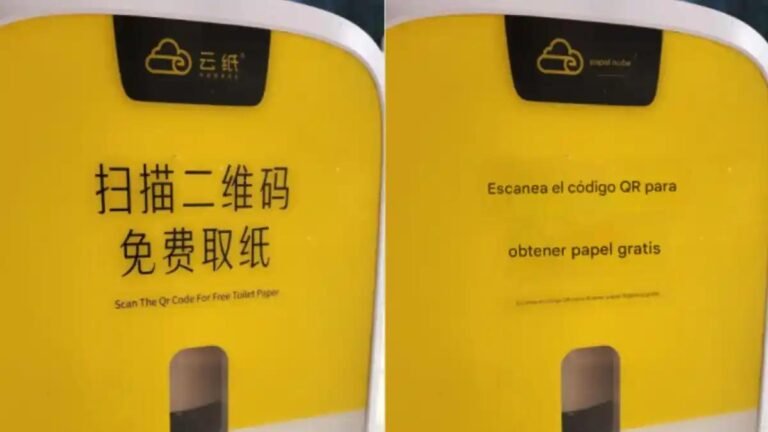 云纸
扫描二维码
免费取纸
Scan The Qr Code For Free Toilet Paper
papel nube
Escanea el código QR para
obtener papel gratis